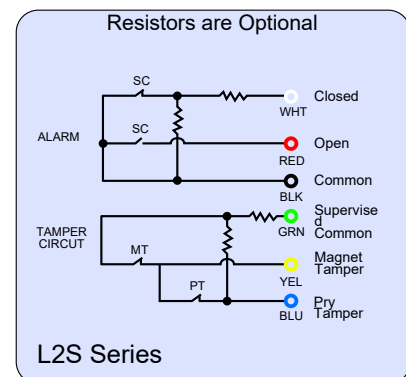 Resistors are Optional
SC
WHT
Closed
ALARM
SC
RED
Open
BLK
Common
GRN
Supervise
d
Common
TAMPER
CIRCUT
MT
YEL
Magnet
Tamper
PT
BLU
Pry
Tamper
L2S Series